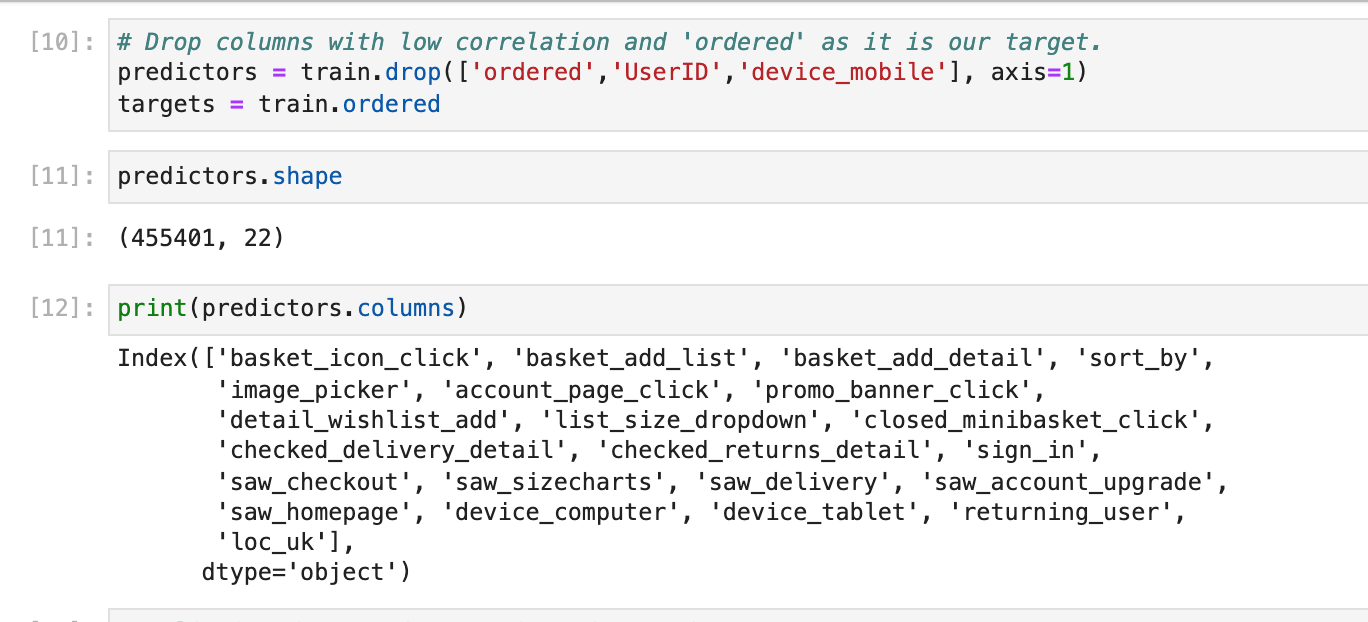 [10]: # Drop columns with low correlation and 'ordered' as it is our target.
predictors = train.drop(['ordered','UserID','device_mobile'], axis=1)
targets = train.ordered
[11]: predictors.shape
[11]: (455401, 22)
[12]: print(predictors.columns)
Index(['basket_icon_click', 'basket_add_list', 'basket_add_detail', 'sort_by',
'image_picker', 'account_page_click', 'promo_banner_click',
'detail_wishlist_add', 'list_size_dropdown', 'closed_minibasket_click',
'checked_delivery_detail', 'checked_returns_detail', 'sign_in',
'saw_checkout', 'saw_sizecharts', 'saw_delivery', 'saw_account_upgrade',
'saw_homepage', 'device_computer', 'device_tablet', 'returning_user',
'loc_uk'],
dtype='object')